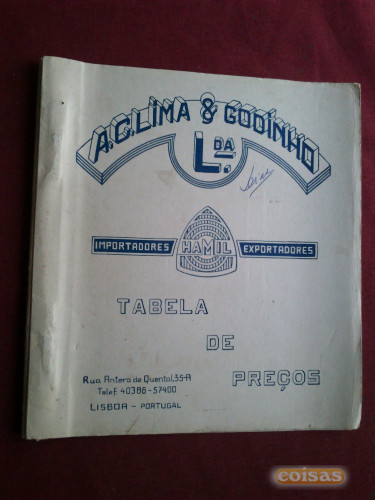 A.C. LIMA & GODINHO
L.DA
IMPORTADORES HAMIL EXPORTADORES
TABELA
DE
PREÇOS
Rua Antero de Quental, 35-A
Telef. 40386-57400
LISBOA - PORTUGAL
coisas